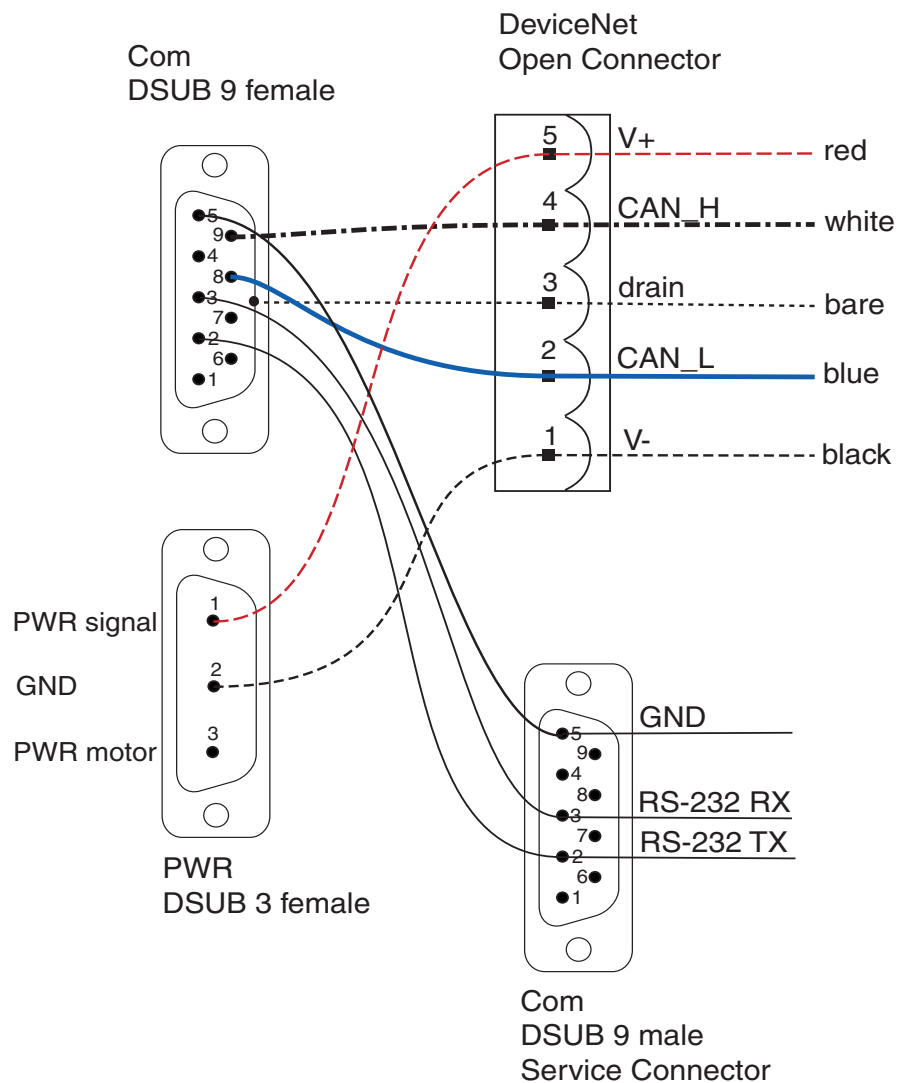 DeviceNet
Open Connector
Com
DSUB 9 female
5
V+
red
4
CAN_H
white
3
drain
bare
2
CAN_L
blue
1
V-
black
5
9
4
8
3
7
2
6
1
1
PWR signal
2
GND
3
PWR motor
PWR
DSUB 3 female
5
GND
9
4
8
3
RS-232 RX
7
2
RS-232 TX
6
1
Com
DSUB 9 male
Service Connector